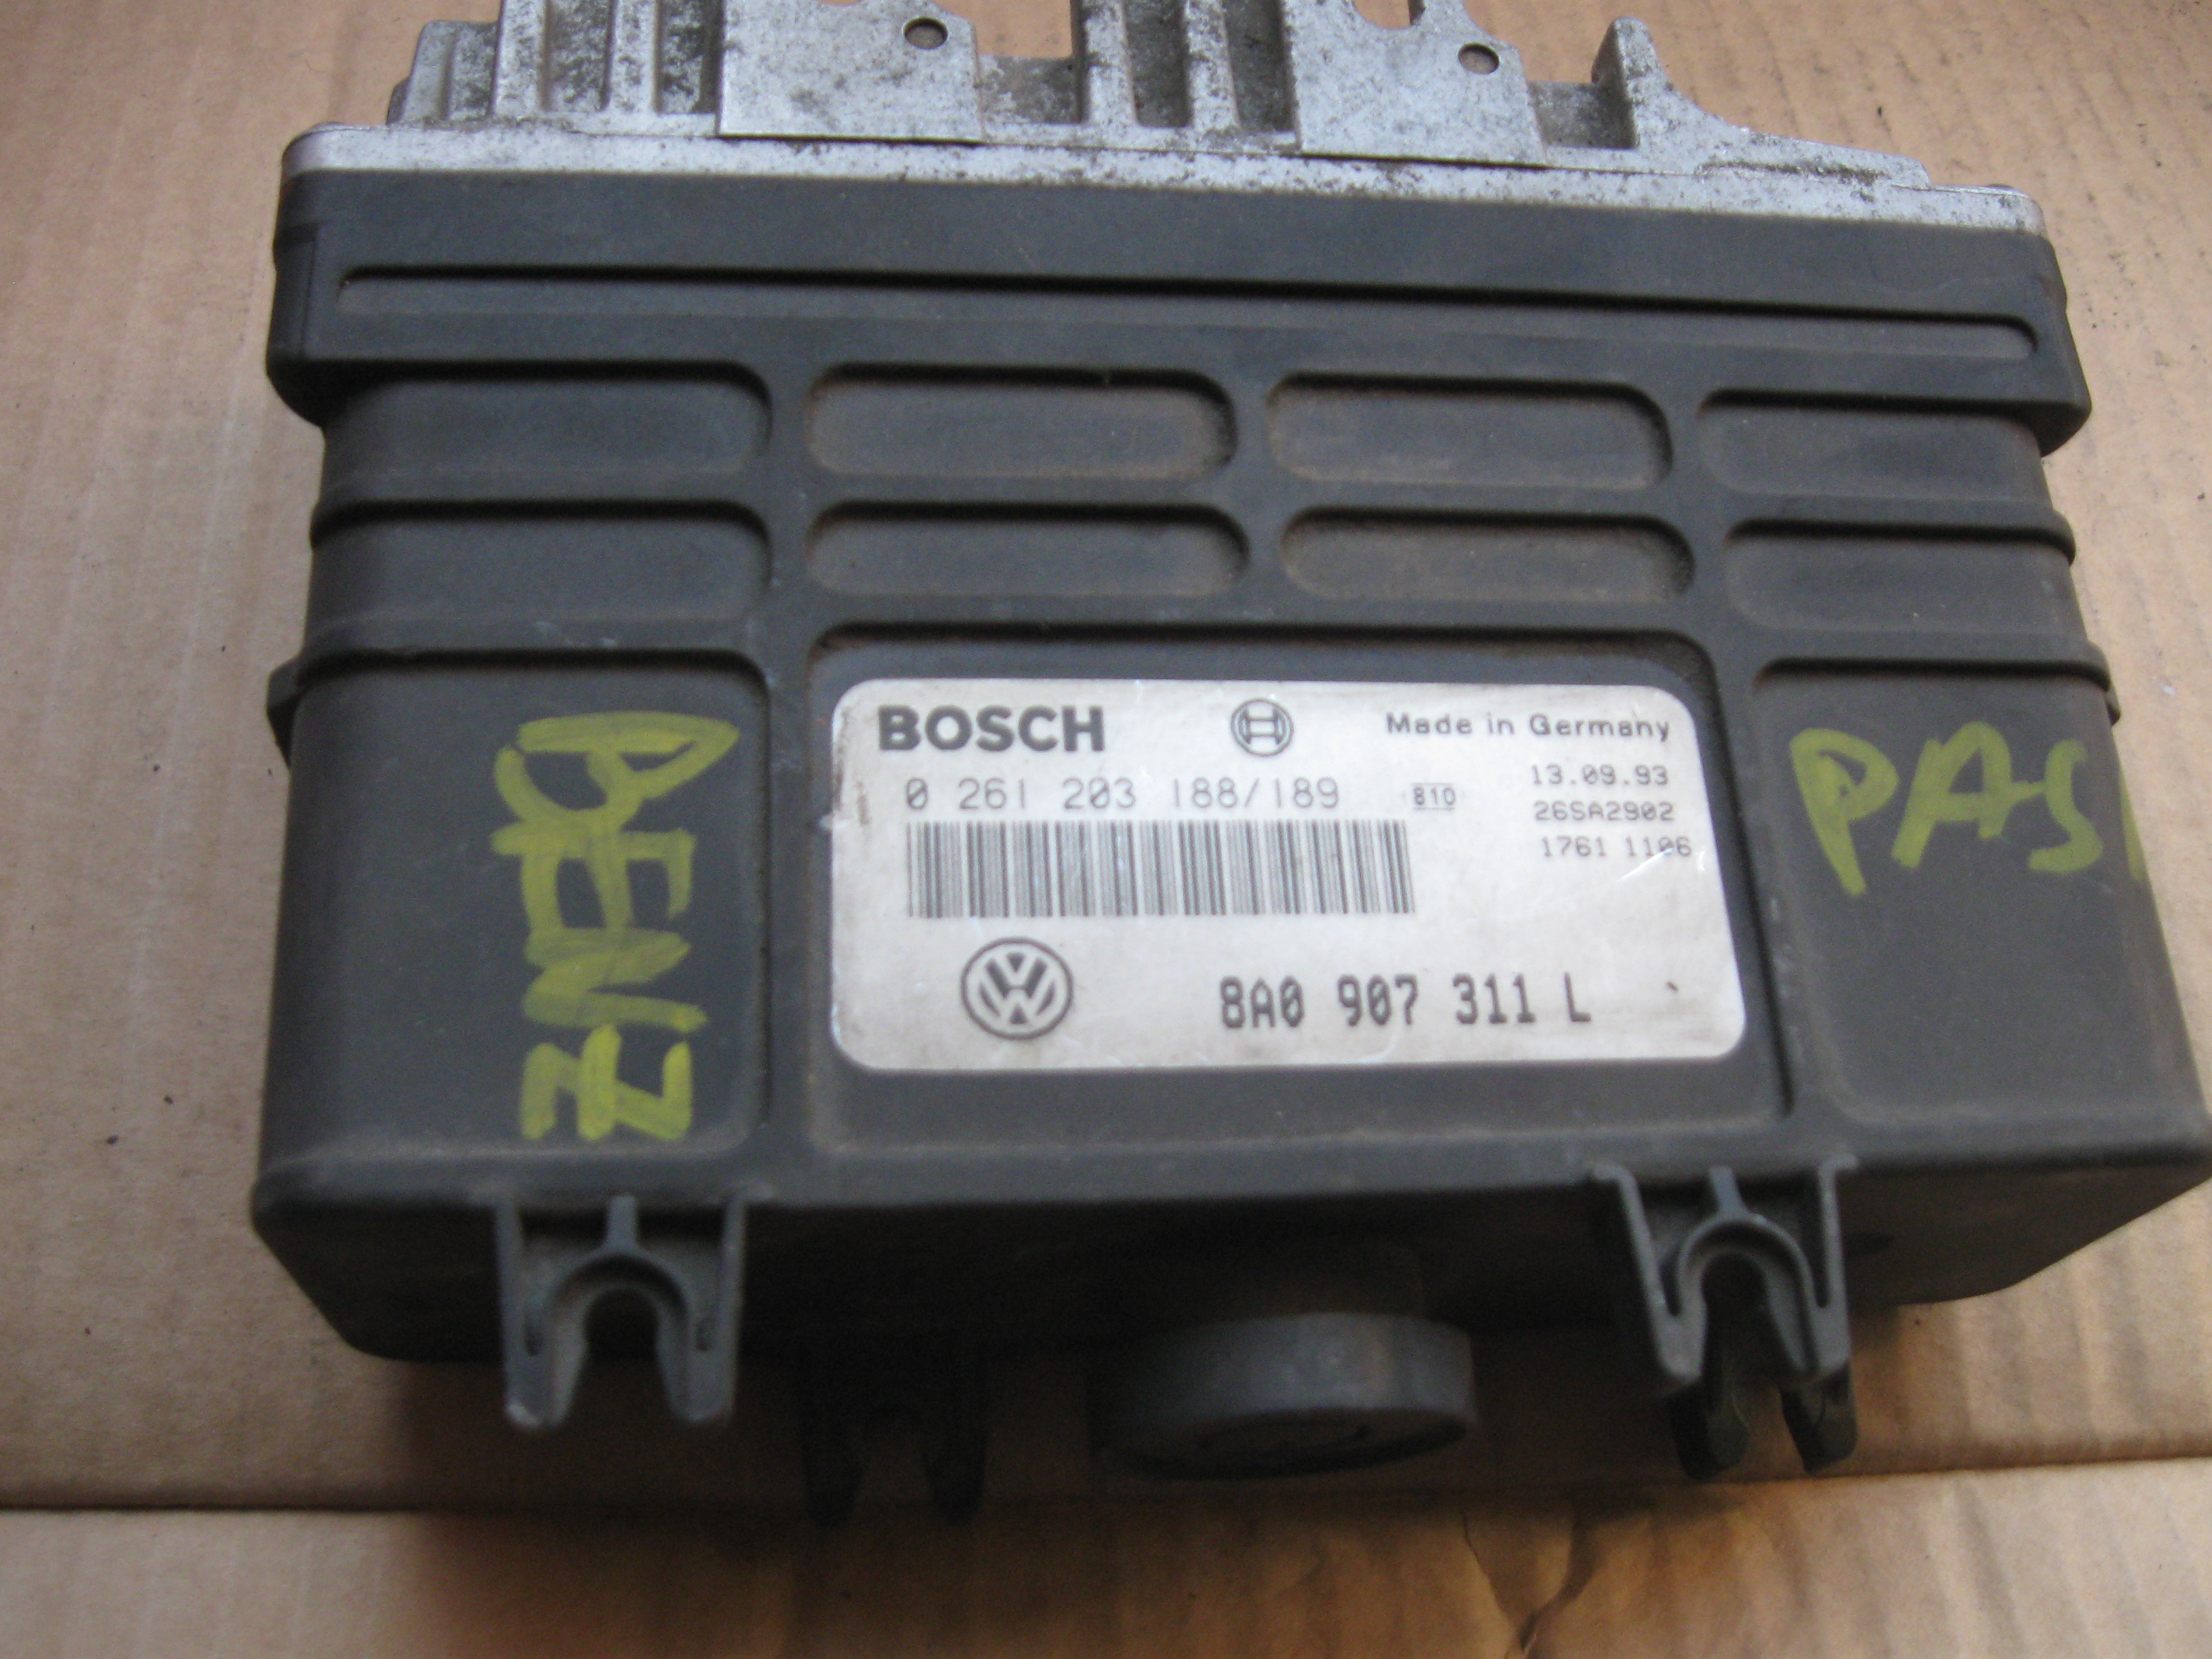 BOSCH Made in Germany
0 261 203 188/189 810 13.09.93
26SA2902
1761 1106
8A0 907 311 L
BENZ
PAS